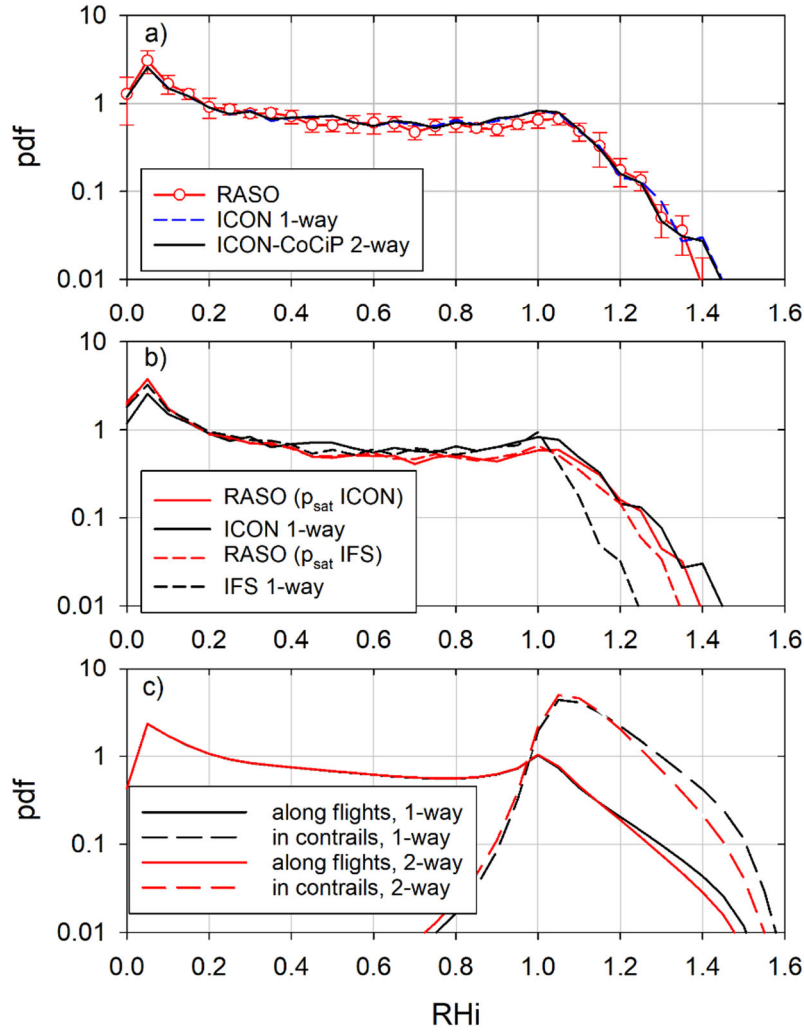 a)
10
1
0.1
0.01
pdf
RASO
ICON 1-way
ICON-CoCiP 2-way
0.0 0.2 0.4 0.6 0.8 1.0 1.2 1.4 1.6
b)
10
1
0.1
0.01
pdf
RASO (psat ICON)
ICON 1-way
RASO (psat IFS)
IFS 1-way
0.0 0.2 0.4 0.6 0.8 1.0 1.2 1.4 1.6
c)
10
1
0.1
0.01
pdf
along flights, 1-way
in contrails, 1-way
along flights, 2-way
in contrails, 2-way
0.0 0.2 0.4 0.6 0.8 1.0 1.2 1.4 1.6
RHi